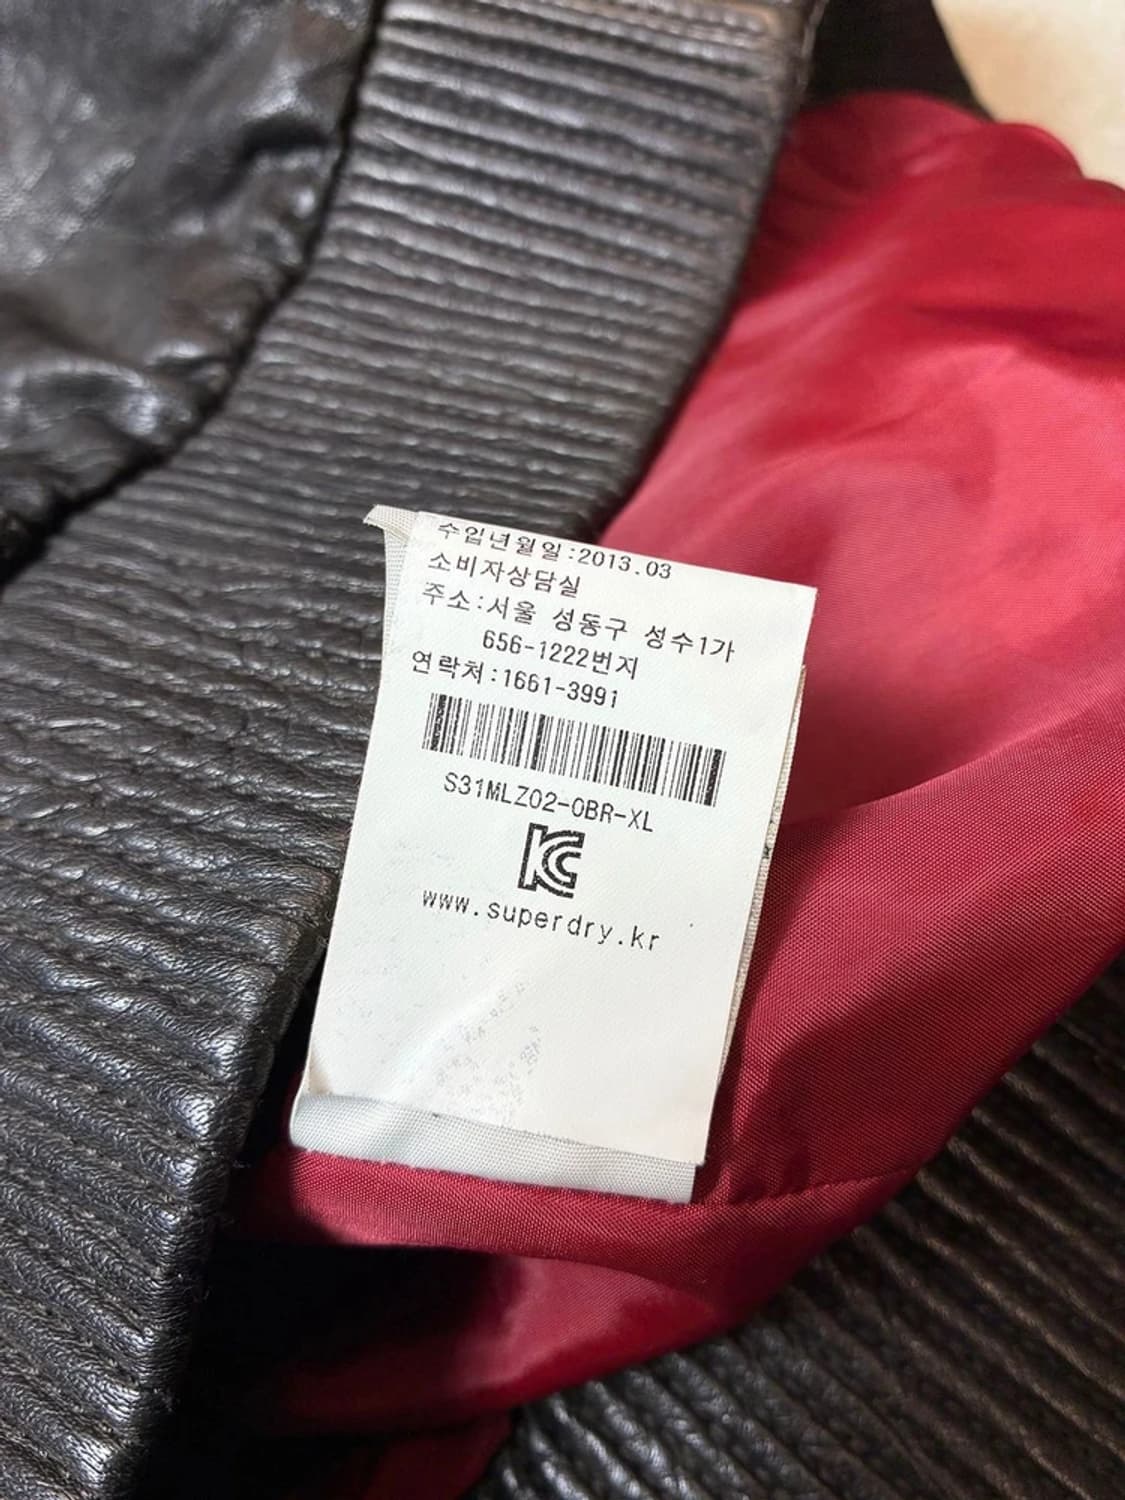 수입년월일:2013.03
소비자상담실
주소:서울 성동구 성수1가
656-1222번지
연락처:1661-3991
S31MLZ02-0BR-XL
KC
www.superdry.kr